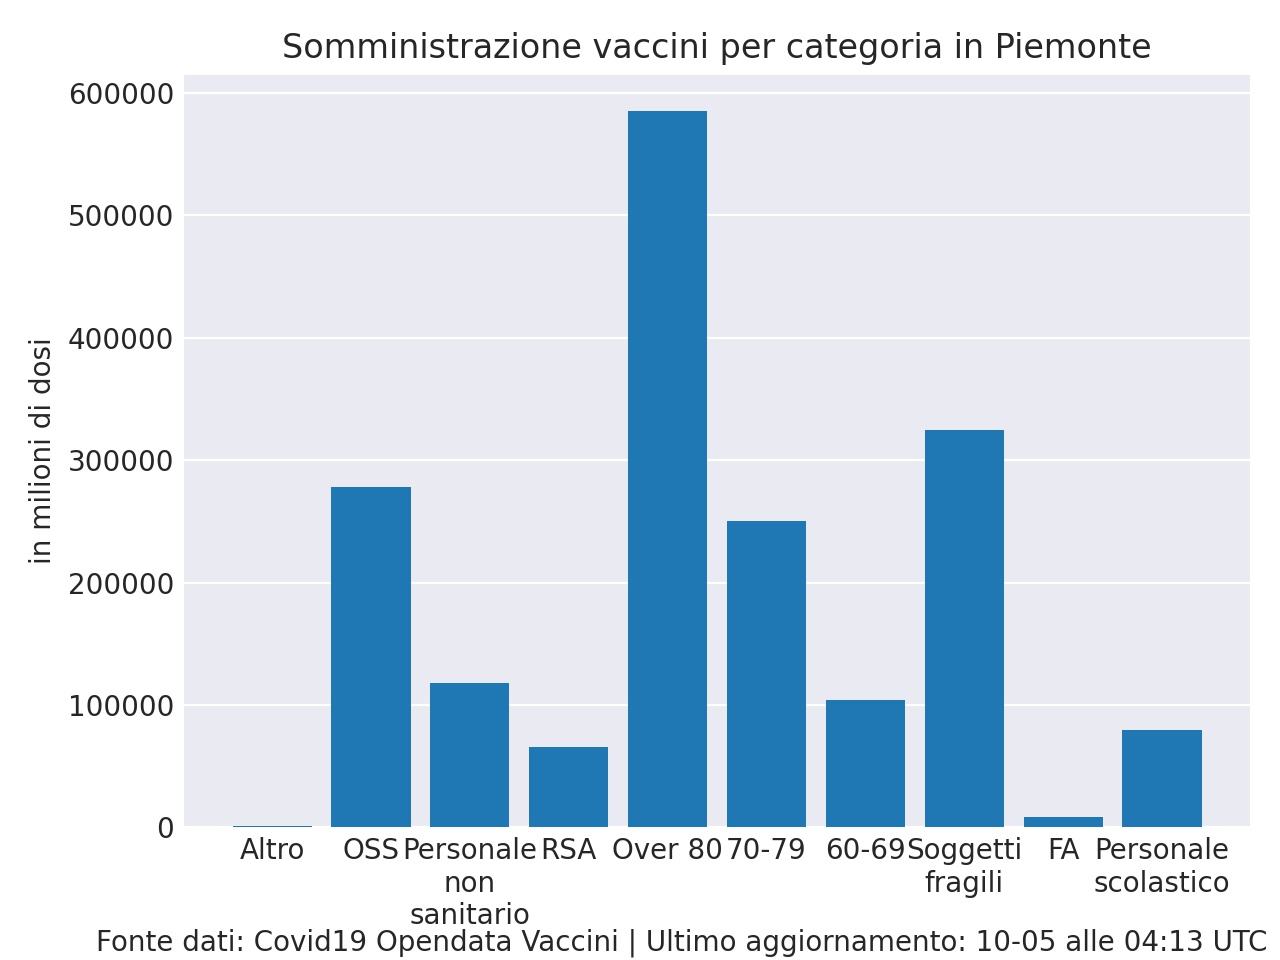 Somministrazione vaccini per categoria in Piemonte
600000
500000
400000
300000
200000
100000
0
in milioni di dosi
Altro
OSS
Personale
non
sanitario
RSA
Over 80
70-79
60-69
Soggetti
fragili
FA
Personale
scolastico
Fonte dati: Covid19 Opendata Vaccini | Ultimo aggiornamento: 10-05 alle 04:13 UTC